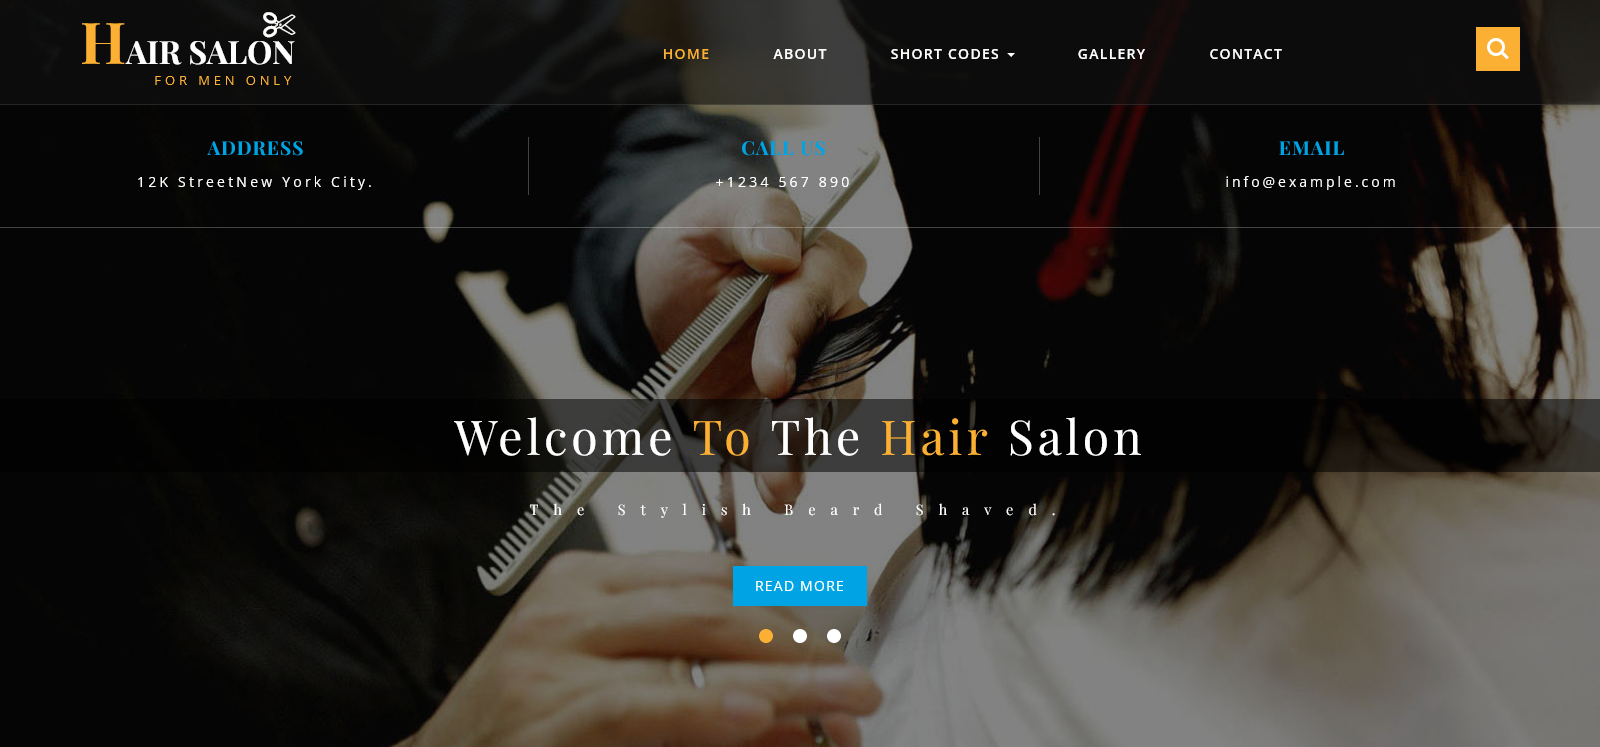 HAIR SALON
FOR MEN ONLY
HOME ABOUT SHORT CODES GALLERY CONTACT
ADDRESS
12K StreetNew York City.
CALL US
+1234 567 890
EMAIL
info@example.com
Welcome To The Hair Salon
The Stylish Beard Shaved.
READ MORE